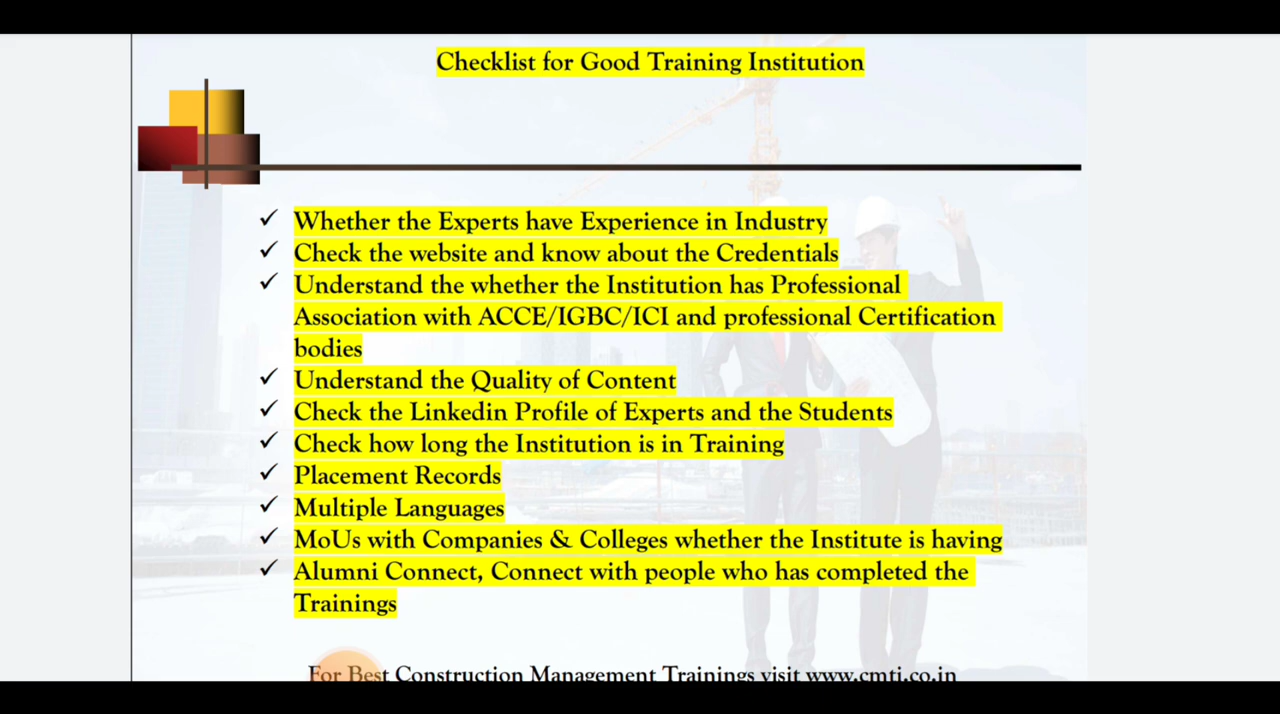 Checklist for Good Training Institution
✓ Whether the Experts have Experience in Industry
✓ Check the website and know about the Credentials
✓ Understand the whether the Institution has Professional
Association with ACCE/IGBC/ICI and professional Certification
bodies
✓ Understand the Quality of Content
✓ Check the Linkedin Profile of Experts and the Students
✓ Check how long the Institution is in Training
✓ Placement Records
✓ Multiple Languages
✓ MoUs with Companies & Colleges whether the Institute is having
✓ Alumni Connect, Connect with people who has completed the
Trainings
For Best Construction Management Trainings visit www.cmti.co.in